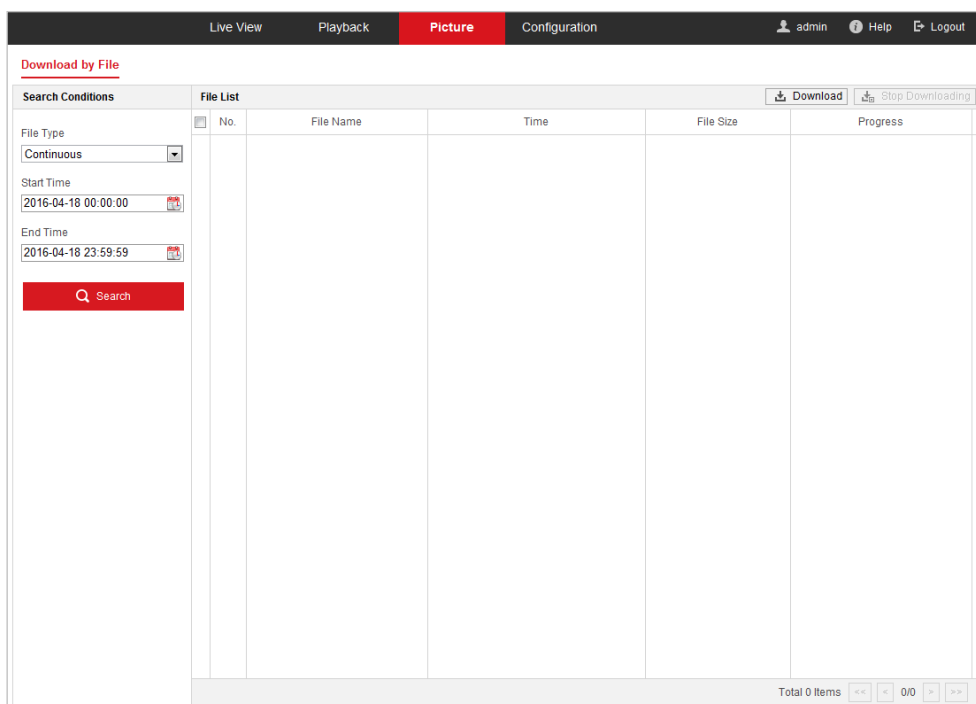 Live View Playback Picture Configuration admin Help Logout
Download by File
Search Conditions File List Download Stop Downloading
No. File Name Time File Size Progress
File Type
Continuous
Start Time
2016-04-18 00:00:00
End Time
2016-04-18 23:59:59
Search
Total 0 Items << < 0/0 > >>